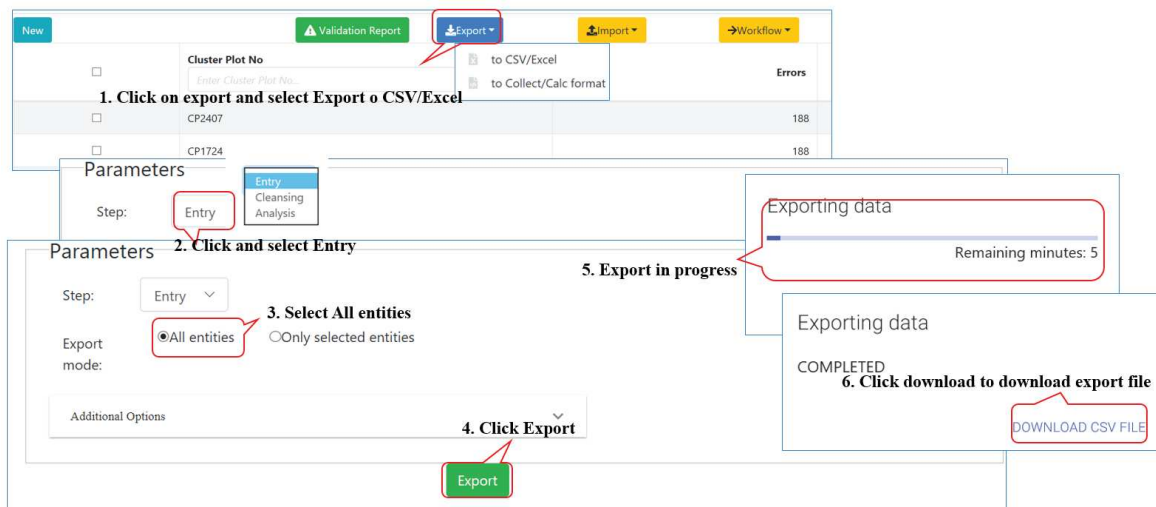 New
Validation Report
Export
Import
Workflow
to CSV/Excel
to Collect/Calc format
Cluster Plot No
Enter Cluster Plot No...
Errors
1. Click on export and select Export o CSV/Excel
CP2407
188
CP1724
188
Parameters
Step:
Entry
Entry
Cleansing
Analysis
2. Click and select Entry
Parameters
Step:
Entry
3. Select All entities
Export mode:
All entities
Only selected entities
Additional Options
4. Click Export
Export
Exporting data
Remaining minutes: 5
5. Export in progress
Exporting data
COMPLETED
6. Click download to download export file
DOWNLOAD CSV FILE